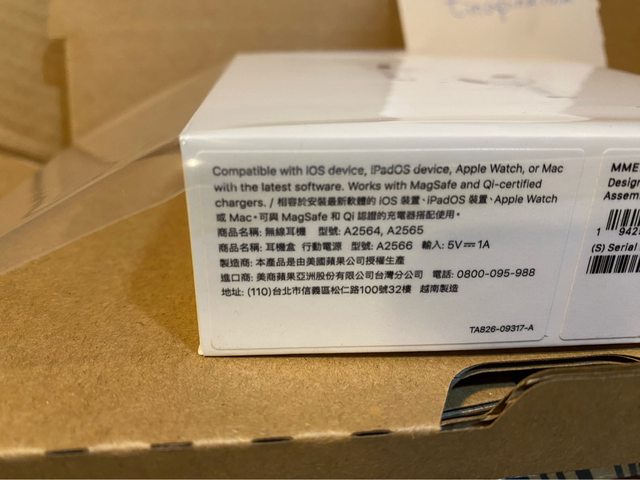 Compatible with iOS device, iPadOS device, Apple Watch, or Mac
with the latest software. Works with MagSafe and Qi-certified
chargers. / 相容於安裝最新軟體的 iOS 裝置、iPadOS 裝置、Apple Watch
或 Mac。可與 MagSafe 和 Qi 認證的充電器搭配使用。
商品名稱: 無線耳機 型號: A2564, A2565
商品名稱: 耳機盒 行動電源 型號: A2566 輸入: 5V⎓1A
製造商: 本產品是由美國蘋果公司授權生產
進口商: 美商蘋果亞洲股份有限公司台灣分公司 電話: 0800-095-988
地址: (110)台北市信義區松仁路100號32樓 越南製造
TA826-09317-A
MME
Design
Assem
1 942
(S) Serial